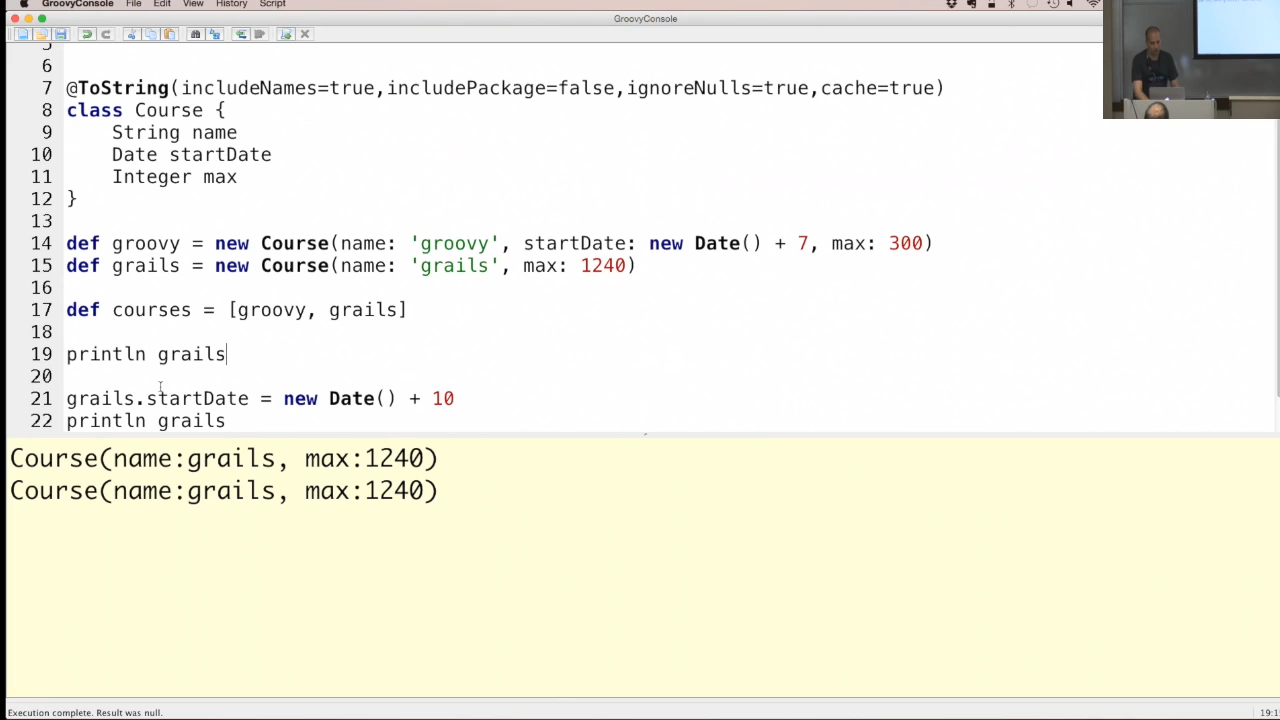 GroovyConsole File Edit View History Script
GroovyConsole
5
6
7 @ToString(includeNames=true,includePackage=false,ignoreNulls=true,cache=true)
8 class Course {
9 String name
10 Date startDate
11 Integer max
12 }
13
14 def groovy = new Course(name: 'groovy', startDate: new Date() + 7, max: 300)
15 def grails = new Course(name: 'grails', max: 1240)
16
17 def courses = [groovy, grails]
18
19 println grails
20
21 grails.startDate = new Date() + 10
22 println grails
Course(name:grails, max:1240)
Course(name:grails, max:1240)
Execution complete. Result was null.